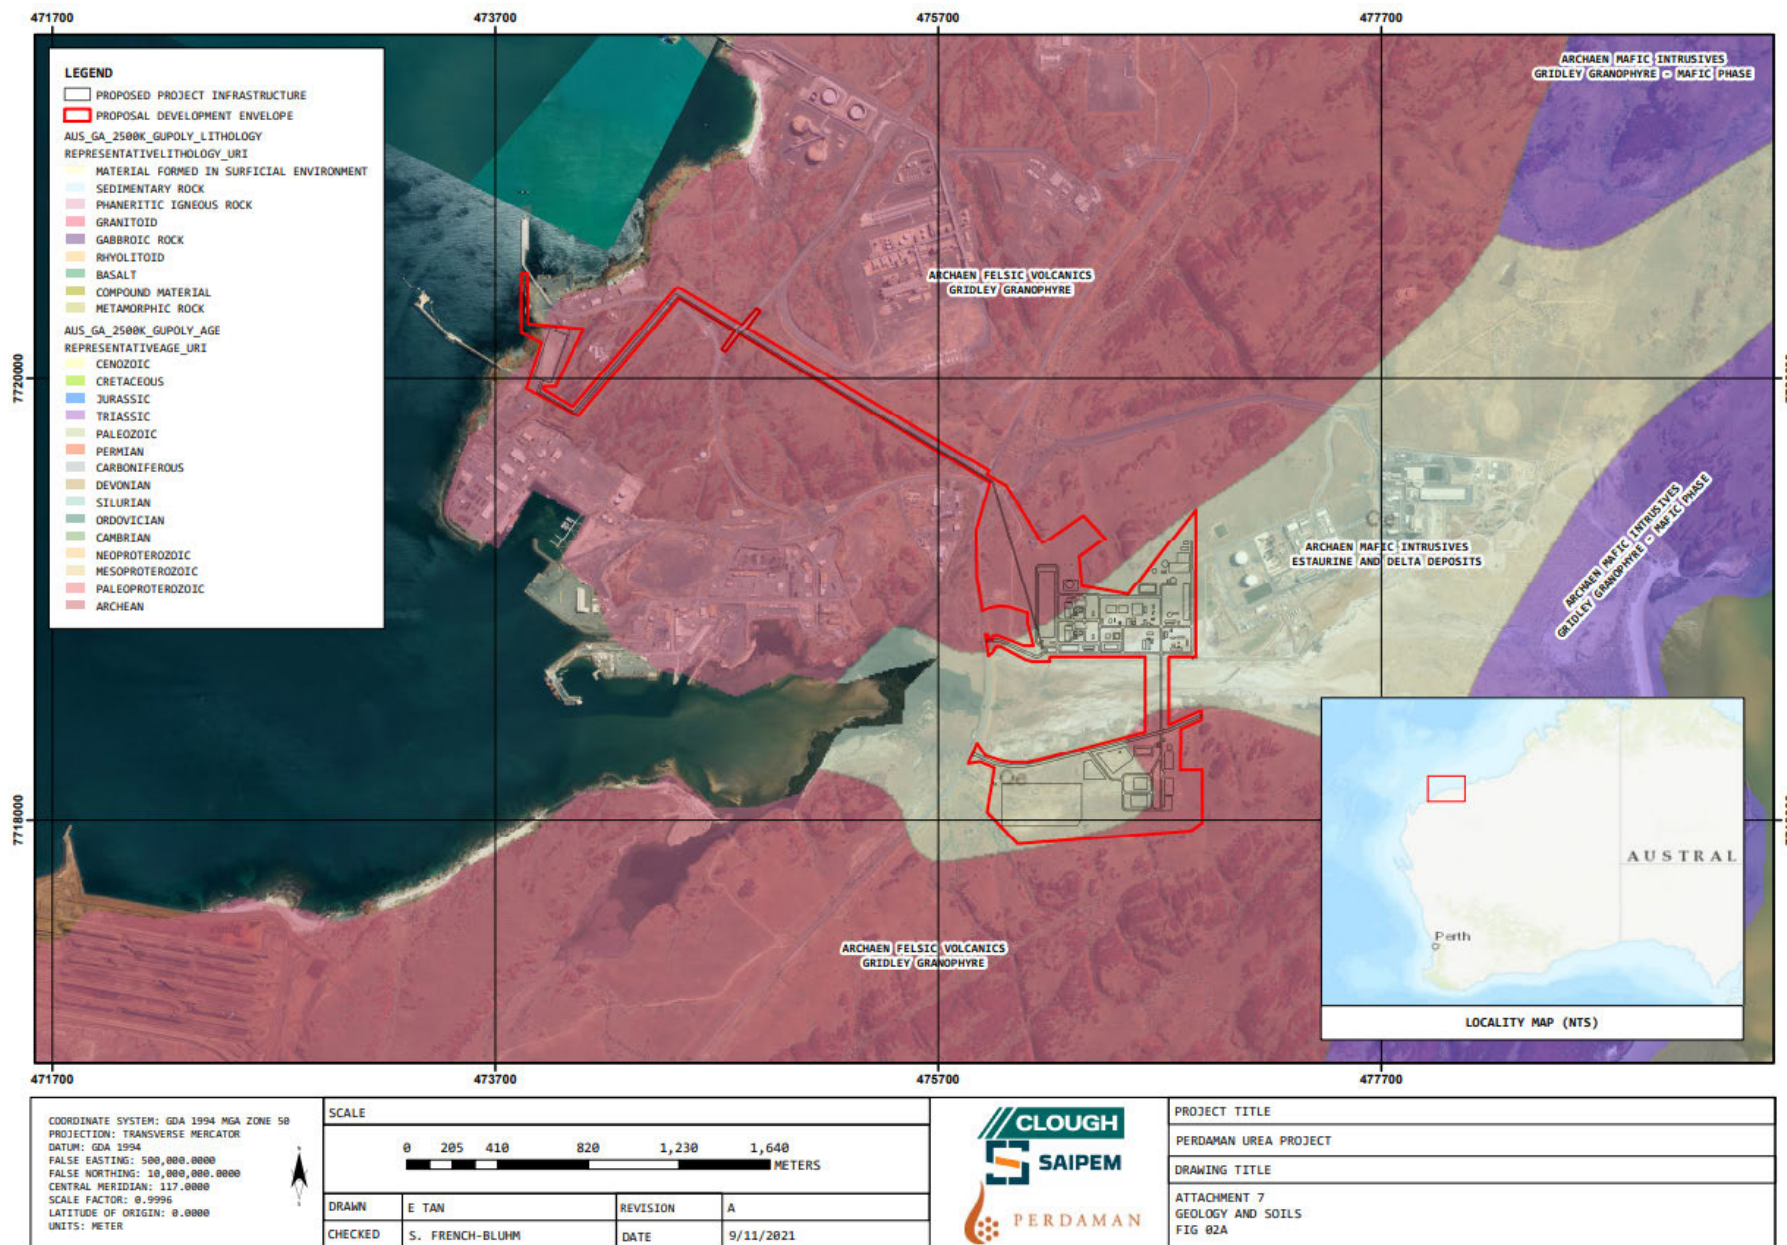 471700
473700
475700
477700
LEGEND
PROPOSED PROJECT INFRASTRUCTURE
PROPOSAL DEVELOPMENT ENVELOPE
AUS_GA_2500K_GUPOLY_LITHOLOGY
REPRESENTATIVELITHOLOGY_URI
MATERIAL FORMED IN SURFICIAL ENVIRONMENT
SEDIMENTARY ROCK
PHANERITIC IGNEOUS ROCK
GRANITOID
GABBROIC ROCK
RHYOLITOID
BASALT
COMPOUND MATERIAL
METAMORPHIC ROCK
AUS_GA_2500K_GUPOLY_AGE
REPRESENTATIVEAGE_URI
CENOZOIC
CRETACEOUS
JURASSIC
TRIASSIC
PALEOZOIC
PERMIAN
CARBONIFEROUS
DEVONIAN
SILURIAN
ORDOVICIAN
CAMBRIAN
NEOPROTEROZOIC
MESOPROTEROZOIC
PALEOPROTEROZOIC
ARCHEAN
ARCHAEN MAFIC INTRUSIVES
GRIDLEY GRANOPHYRE - MAFIC PHASE
ARCHAEN FELSIC VOLCANICS
GRIDLEY GRANOPHYRE
7720000
Qe
ARCHAEN MAFIC INTRUSIVES
ESTAURINE AND DELTA DEPOSITS
ARCHAEN MAFIC INTRUSIVES
GRIDLEY GRANOPHYRE - MAFIC PHASE
Qe
7718000
ARCHAEN FELSIC VOLCANICS
GRIDLEY GRANOPHYRE
AUSTRAL
Perth
LOCALITY MAP (NTS)
471700
473700
475700
477700
COORDINATE SYSTEM: GDA 1994 MGA ZONE 50
PROJECTION: TRANSVERSE MERCATOR
DATUM: GDA 1994
FALSE EASTING: 500,000.0000
FALSE NORTHING: 10,000,000.0000
CENTRAL MERIDIAN: 117.0000
SCALE FACTOR: 0.9996
LATITUDE OF ORIGIN: 0.0000
UNITS: METER
SCALE
0 205 410 820 1,230 1,640
METERS
DRAWN E TAN REVISION A
CHECKED S. FRENCH-BLUHM DATE 9/11/2021
CLOUGH
SAIPEM
PERDAMAN
PROJECT TITLE
PERDAMAN UREA PROJECT
DRAWING TITLE
ATTACHMENT 7
GEOLOGY AND SOILS
FIG 02A